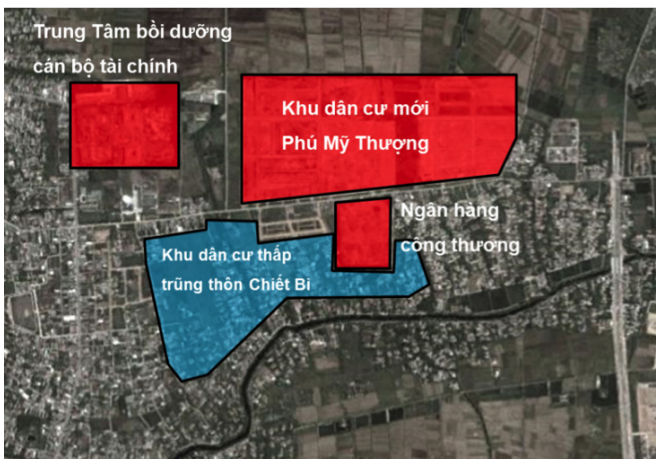 Trung Tâm bồi dưỡng
cán bộ tài chính
Khu dân cư mới
Phú Mỹ Thượng
Ngân hàng
công thương
Khu dân cư thấp
trũng thôn Chiết Bi